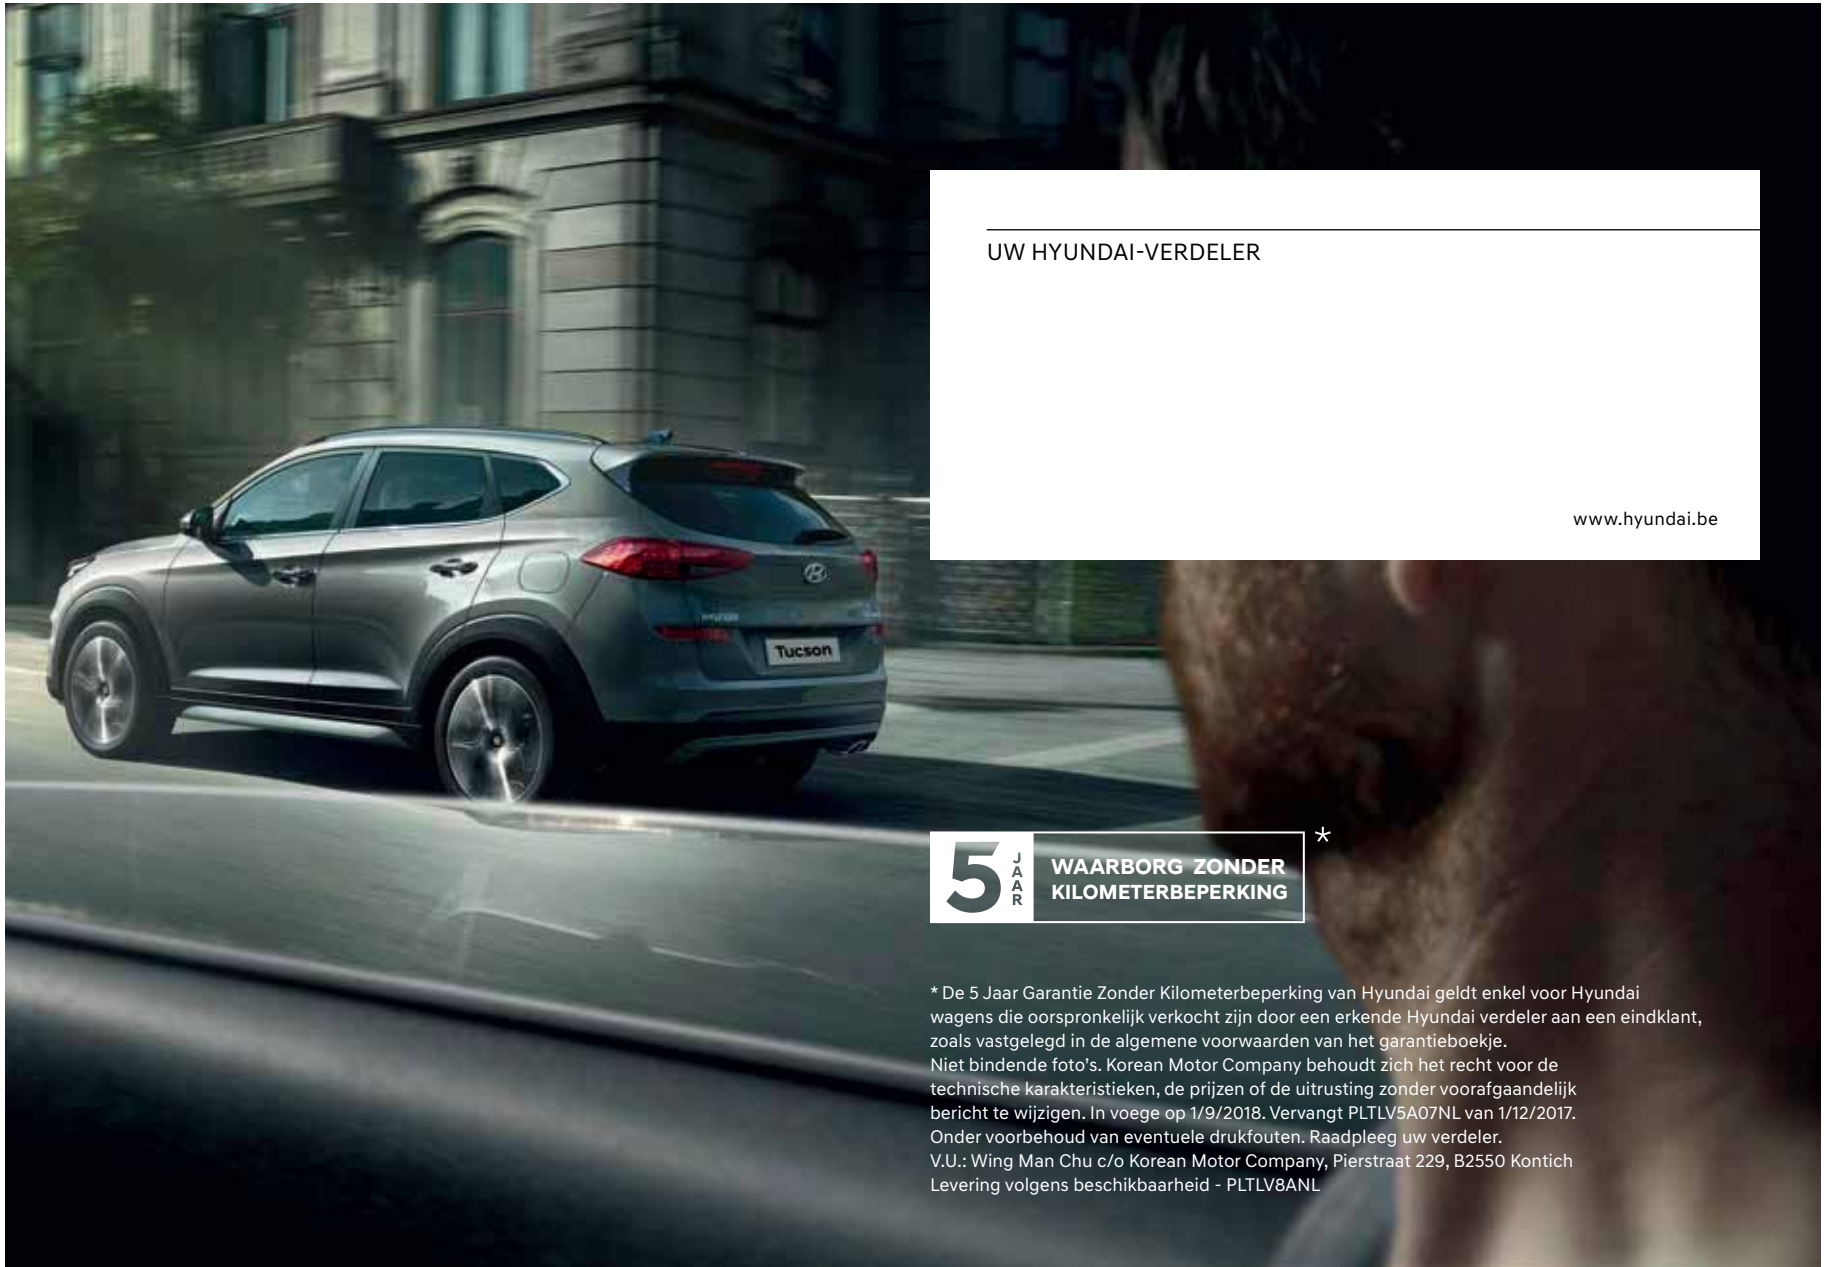 UW HYUNDAI-VERDELER
www.hyundai.be
HYUNDAI
Tucson
5
JAAR
WAARBORG ZONDER
KILOMETERBEPERKING
*
* De 5 Jaar Garantie Zonder Kilometerbeperking van Hyundai geldt enkel voor Hyundai
wagens die oorspronkelijk verkocht zijn door een erkende Hyundai verdeler aan een eindklant,
zoals vastgelegd in de algemene voorwaarden van het garantieboekje.
Niet bindende foto's. Korean Motor Company behoudt zich het recht voor de
technische karakteristieken, de prijzen of de uitrusting zonder voorafgaandelijk
bericht te wijzigen. In voege op 1/9/2018. Vervangt PLTLV5A07NL van 1/12/2017.
Onder voorbehoud van eventuele drukfouten. Raadpleeg uw verdeler.
V.U.: Wing Man Chu c/o Korean Motor Company, Pierstraat 229, B2550 Kontich
Levering volgens beschikbaarheid - PLTLV8ANL